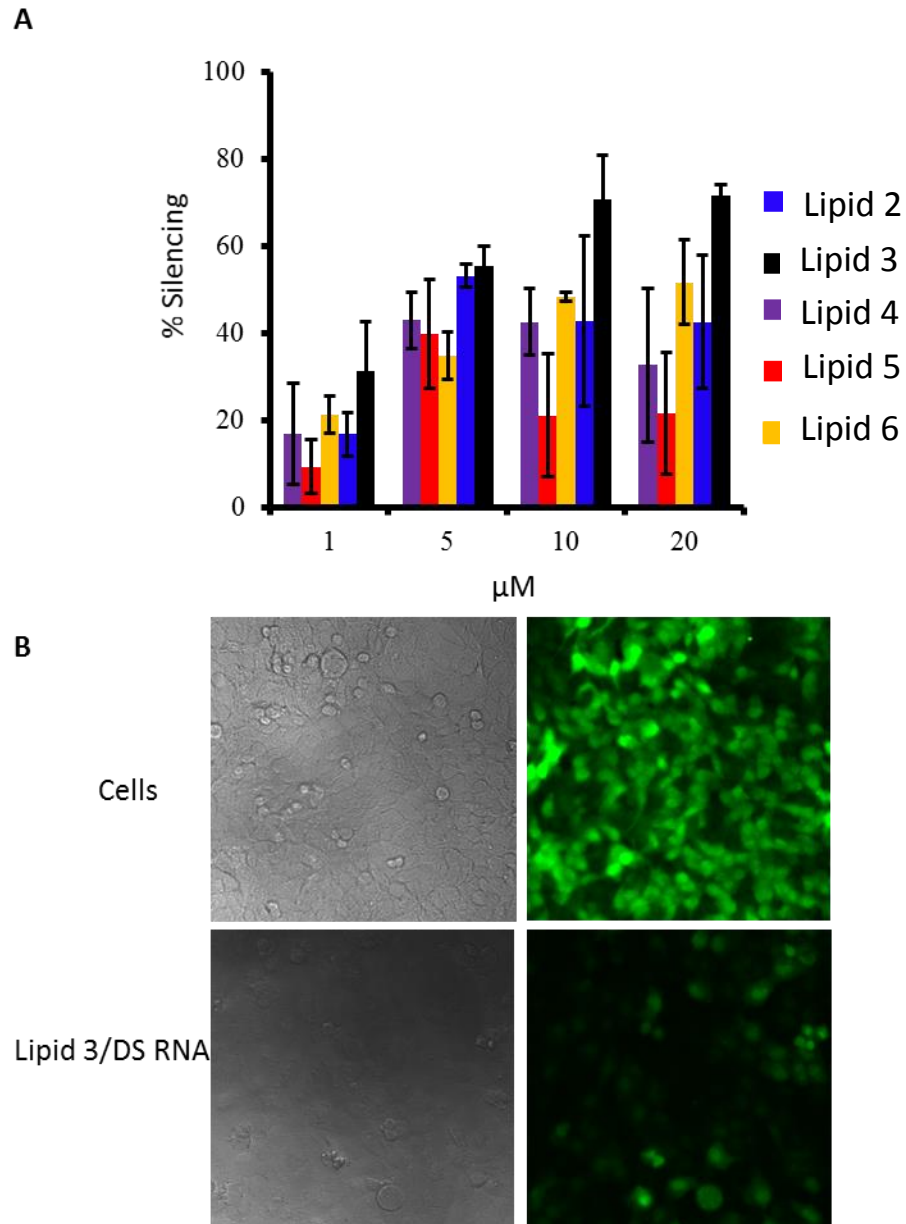 A
100
80
60
40
20
0
% Silencing
1 5 10 20
µM
Lipid 2
Lipid 3
Lipid 4
Lipid 5
Lipid 6
B
Cells
Lipid 3/DS RNA